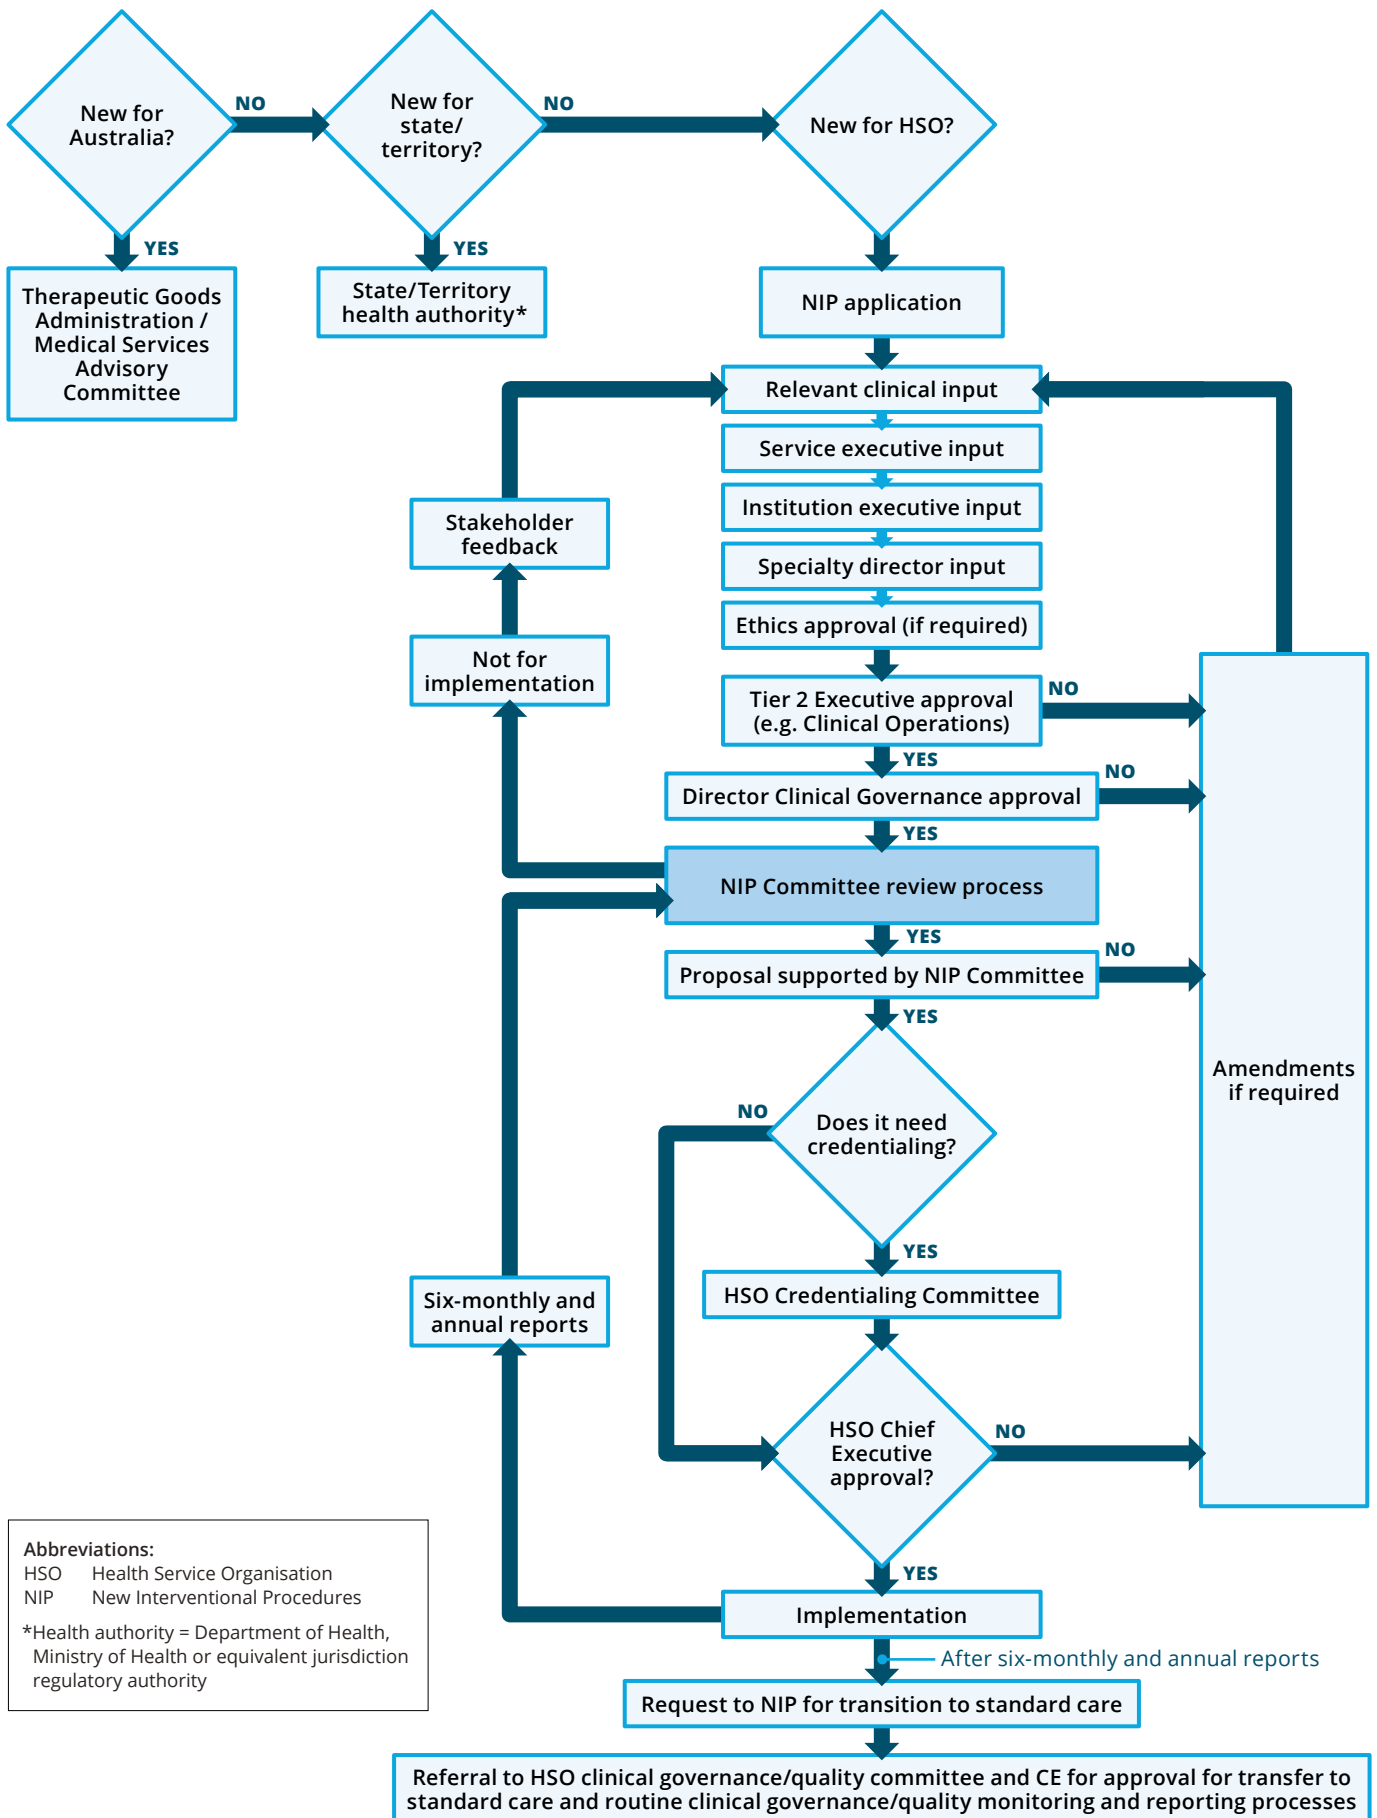 New for
Australia?
NO
New for
state/
territory?
NO
New for HSO?
YES
YES
Therapeutic Goods
Administration /
Medical Services
Advisory
Committee
State/Territory
health authority*
NIP application
Relevant clinical input
Service executive input
Institution executive input
Specialty director input
Ethics approval (if required)
Stakeholder
feedback
Not for
implementation
Tier 2 Executive approval
(e.g. Clinical Operations)
NO
YES
Director Clinical Governance approval
NO
YES
NIP Committee review process
YES
Proposal supported by NIP Committee
NO
YES
Amendments
if required
Does it need
credentialing?
NO
YES
HSO Credentialing Committee
Six-monthly and
annual reports
HSO Chief
Executive
approval?
NO
YES
Implementation
After six-monthly and annual reports
Request to NIP for transition to standard care
Referral to HSO clinical governance/quality committee and CE for approval for transfer to
standard care and routine clinical governance/quality monitoring and reporting processes
Abbreviations:
HSO Health Service Organisation
NIP New Interventional Procedures
*Health authority = Department of Health,
Ministry of Health or equivalent jurisdiction
regulatory authority